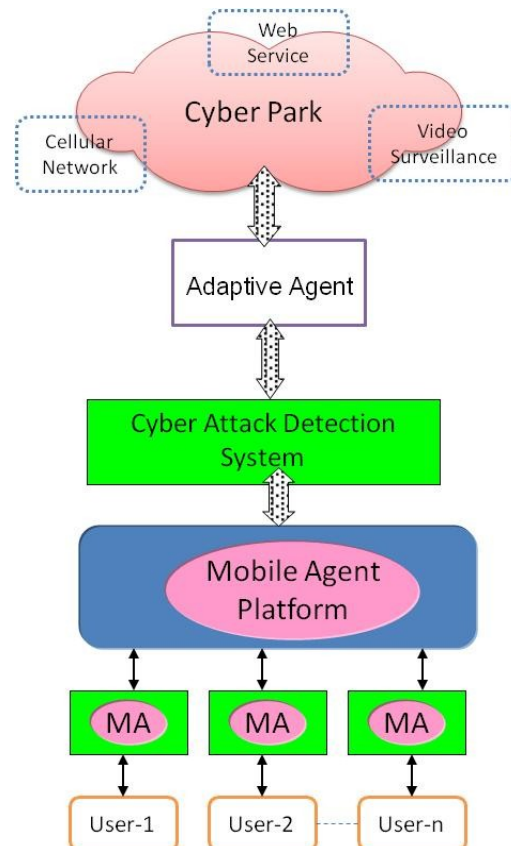 Web
Service
Cyber Park
Cellular
Network
Video
Surveillance
Adaptive Agent
Cyber Attack Detection
System
Mobile Agent
Platform
MA
MA
MA
User-1
User-2
User-n